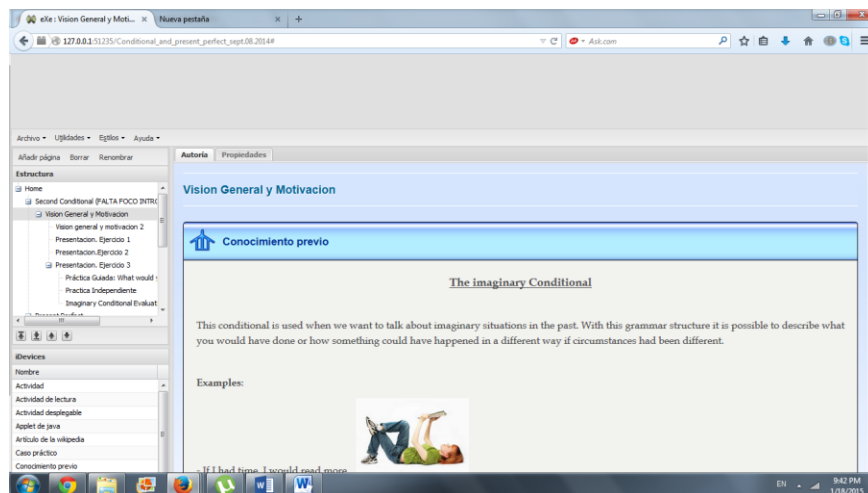 eXe : Vision General y Moti...
Nueva pestaña
127.0.0.1:51235/Conditional_and_present_perfect_sept.08.2014#
Ask.com
Archivo
Utilidades
Estilos
Ayuda
Añadir página
Borrar
Renombrar
Autoría
Propiedades
Estructura
Home
Second Conditional (FALTA FOCO INTRO
Vision General y Motivacion
Vision general y motivacion 2
Presentacion. Ejercicio 1
Presentacion.Ejercicio 2
Presentacion. Ejercicio 3
Práctica Guiada: What would
Practica Independiente
Imaginary Conditional Evaluat
Present Perfect
iDevices
Nombre
Actividad
Actividad de lectura
Actividad desplegable
Applet de java
Artículo de la wikipedia
Caso práctico
Conocimiento previo
Vision General y Motivacion
Conocimiento previo
The imaginary Conditional
This conditional is used when we want to talk about imaginary situations in the past. With this grammar structure it is possible to describe what
you would have done or how something could have happened in a different way if circumstances had been different.
Examples:
- If I had time, I would read more
EN
9:42 PM
1/18/2015